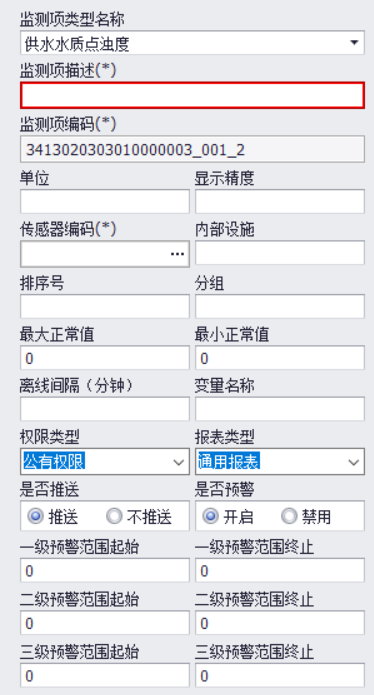 监测项类型名称
供水水质点浊度
监测项描述(*)
监测项编码(*)
3413020303010000003_001_2
单位 显示精度
传感器编码(*) 内部设施
...
排序号 分组
最大正常值 最小正常值
0 0
离线间隔（分钟） 变量名称
权限类型 报表类型
公有权限 通用报表
是否推送 是否预警
推送 不推送 开启 禁用
一级预警范围起始 一级预警范围终止
0 0
二级预警范围起始 二级预警范围终止
0 0
三级预警范围起始 三级预警范围终止
0 0